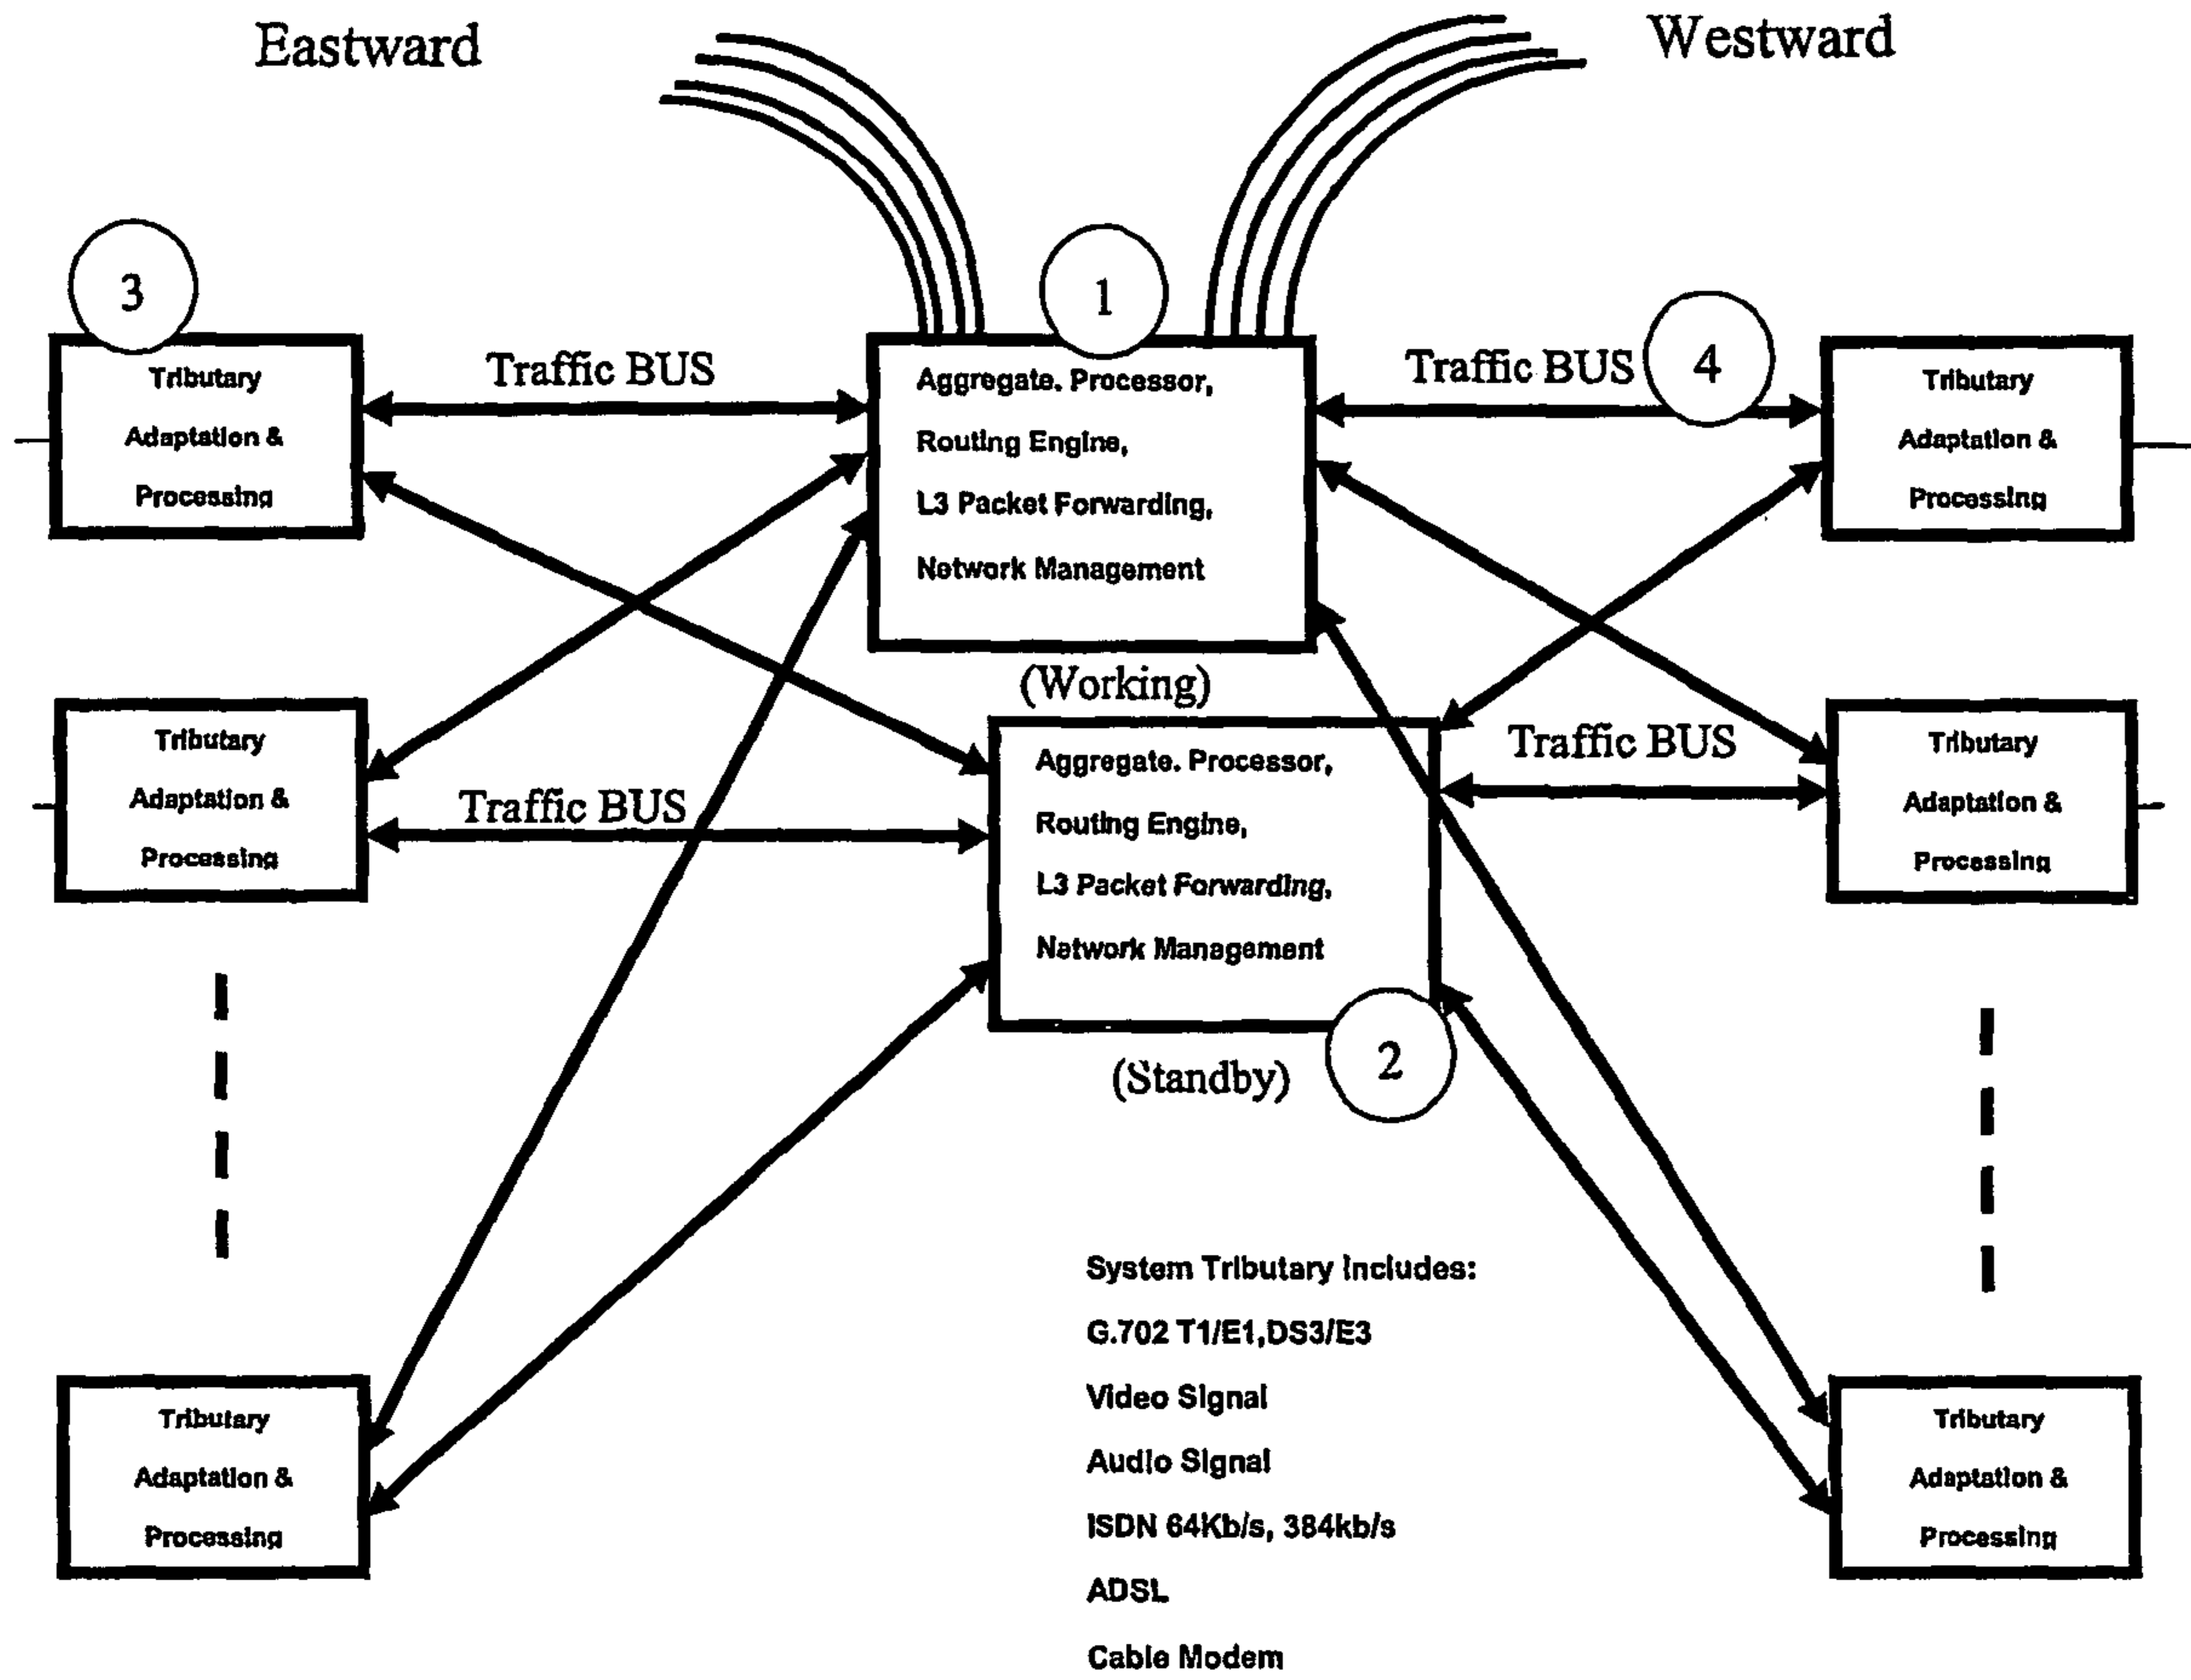 Eastward
Westward
3
1
4
Tributary
Adaptation &
Processing
Traffic BUS
Aggregate. Processor,
Routing Engine,
L3 Packet Forwarding,
Network Management
(Working)
Traffic BUS
Tributary
Adaptation &
Processing
Tributary
Adaptation &
Processing
Traffic BUS
Aggregate. Processor,
Routing Engine,
L3 Packet Forwarding,
Network Management
(Standby)
2
Traffic BUS
Tributary
Adaptation &
Processing
Tributary
Adaptation &
Processing
System Tributary Includes:
G.702 T1/E1,DS3/E3
Video Signal
Audio Signal
ISDN 64Kb/s, 384kb/s
ADSL
Cable Modem
Tributary
Adaptation &
Processing